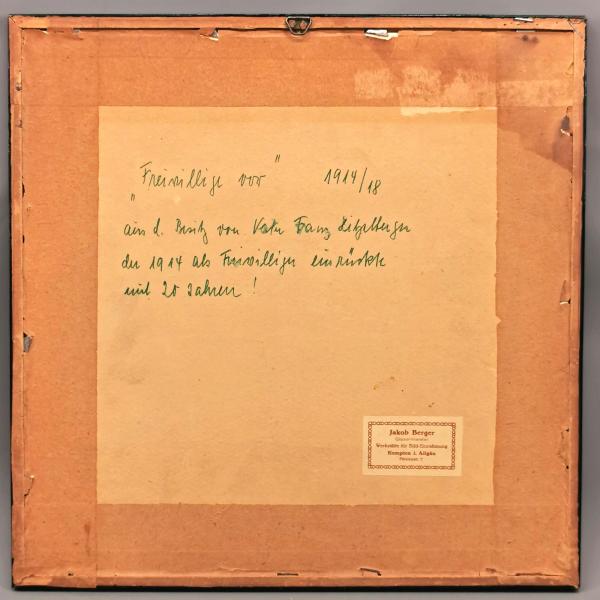 „Freiwillige vor" 1914/18
aus d. Besitz von Vater Franz
der 1914 als Freiwilliger einrückte
mit 20 Jahren!
Jakob Berger
Glasermeister
Werkstätte für Bild-Einrahmung
Kempten i. Allgäu